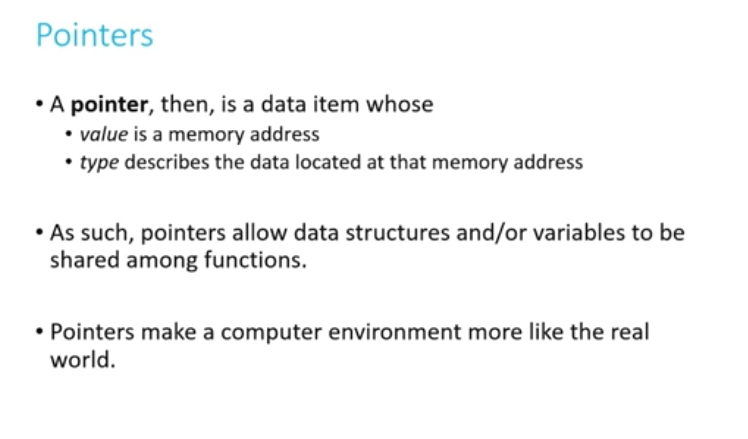 Pointers
• A pointer, then, is a data item whose
• value is a memory address
• type describes the data located at that memory address
• As such, pointers allow data structures and/or variables to be
shared among functions.
• Pointers make a computer environment more like the real
world.